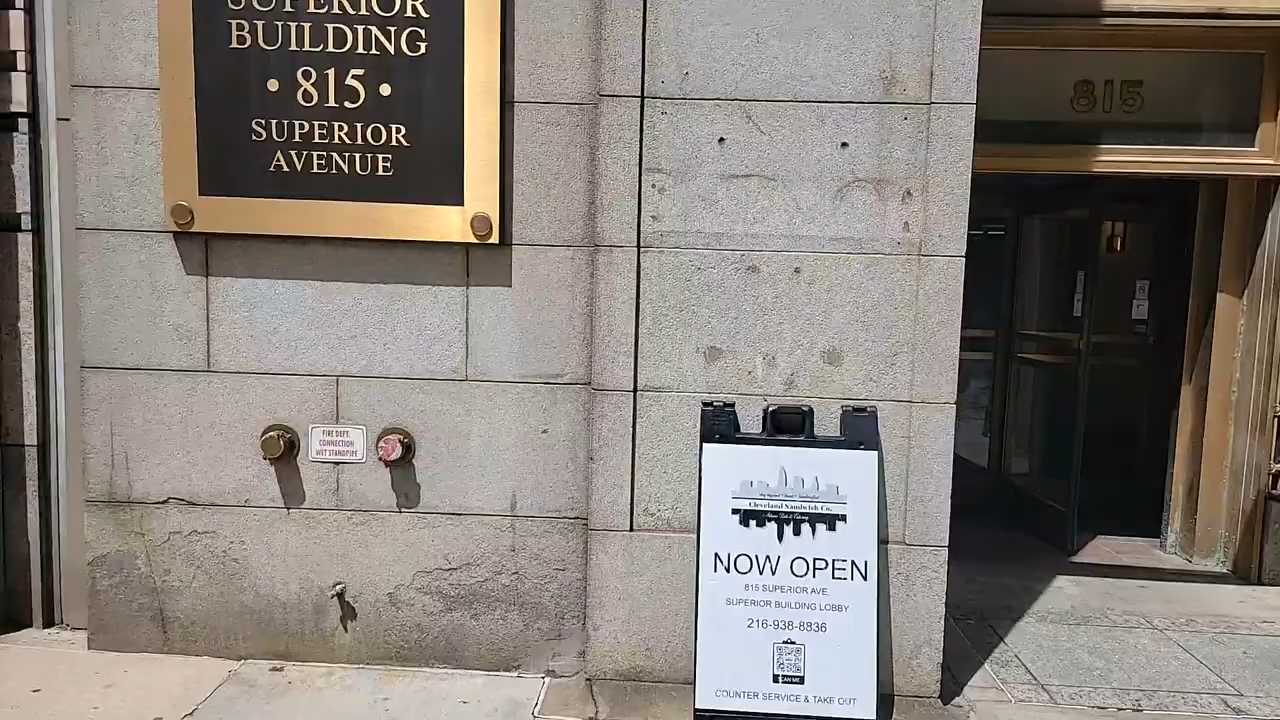 SUPERIOR
BUILDING
• 815 •
SUPERIOR
AVENUE
815
FIRE DEPT.
CONNECTION
WET STANDPIPE
Cleveland Sandwich Co.
NOW OPEN
815 SUPERIOR AVE.
SUPERIOR BUILDING LOBBY
216-938-8836
SCAN ME
COUNTER SERVICE & TAKE OUT